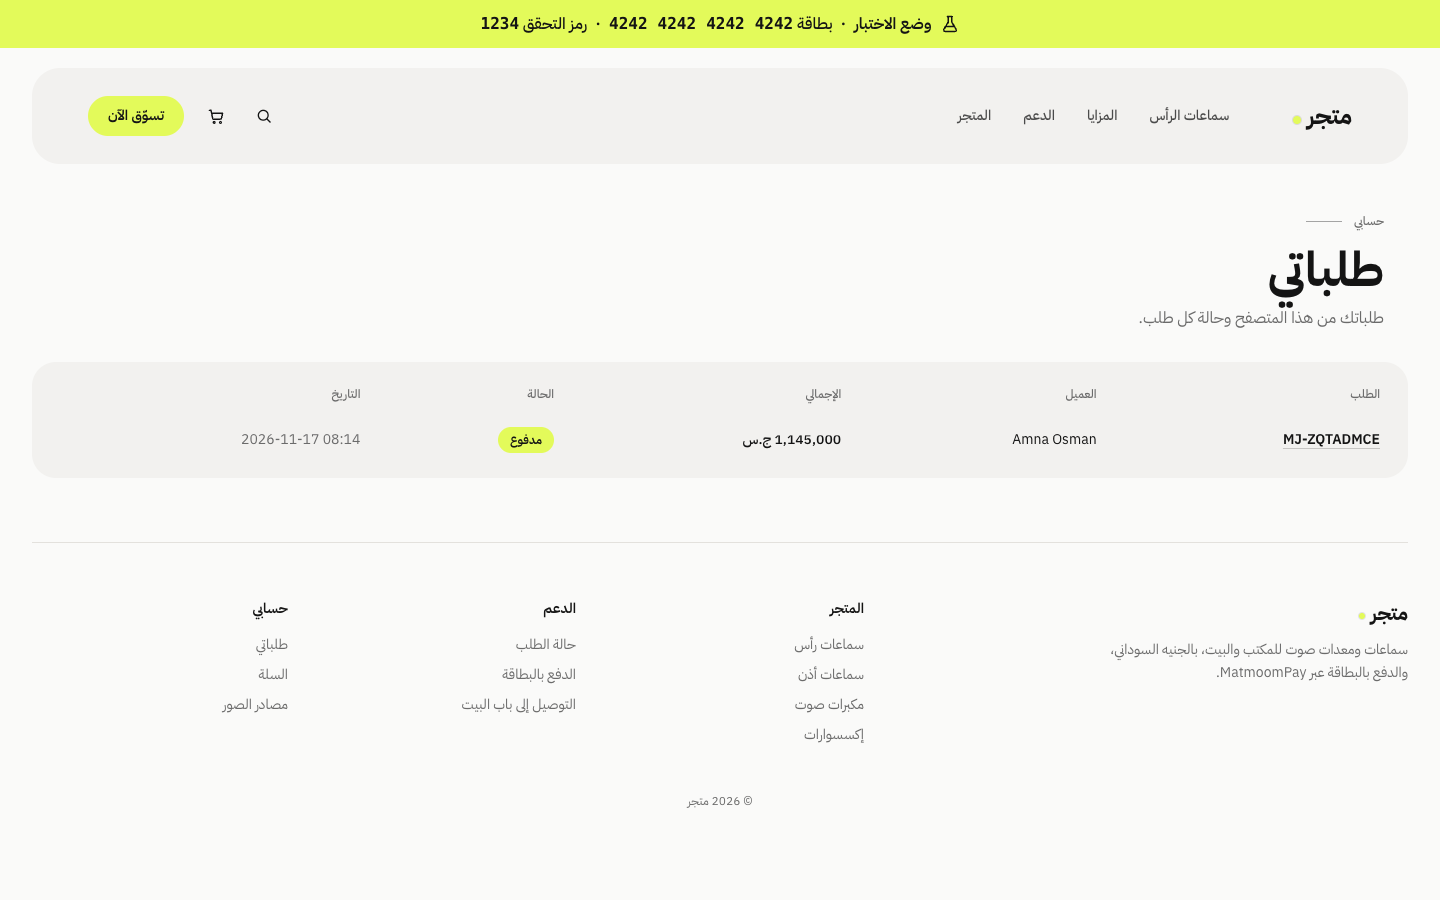 وضع الاختبار · بطاقة 4242 4242 4242 4242 · رمز التحقق 1234
متجر سماعات الرأس المزايا الدعم المتجر تسوّق الآن
حسابي
طلباتي
طلباتك من هذا المتصفح وحالة كل طلب.
الطلب العميل الإجمالي الحالة التاريخ
MJ-ZQTADMCE Amna Osman 1,145,000 ج.س مدفوع 2026-11-17 08:14
متجر
سماعات ومعدات صوت للمكتب والبيت، بالجنيه السوداني،
والدفع بالبطاقة عبر MatmoomPay.
المتجر
سماعات رأس
سماعات أذن
مكبرات صوت
إكسسوارات
الدعم
حالة الطلب
الدفع بالبطاقة
التوصيل إلى باب البيت
حسابي
طلباتي
السلة
مصادر الصور
© 2026 متجر